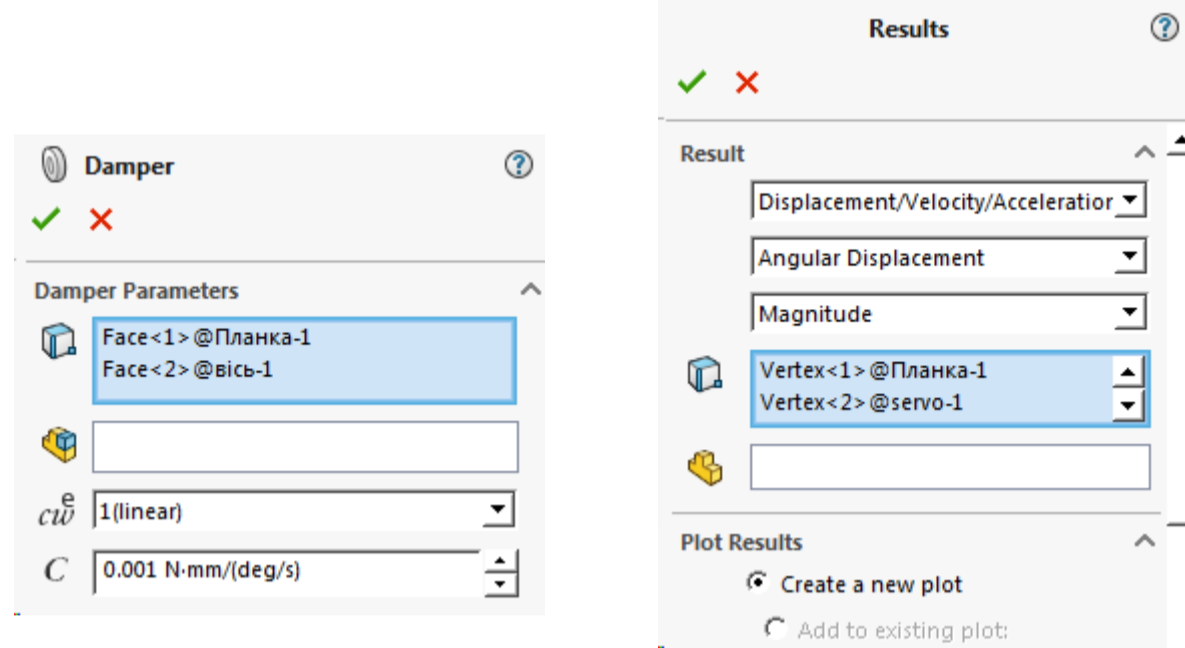 Damper
Damper Parameters
Face<1>@Планка-1
Face<2>@вісь-1
cw e
1(linear)
C
0.001 N·mm/(deg/s)
Results
Result
Displacement/Velocity/Acceleration
Angular Displacement
Magnitude
Vertex<1>@Планка-1
Vertex<2>@servo-1
Plot Results
Create a new plot
Add to existing plot: